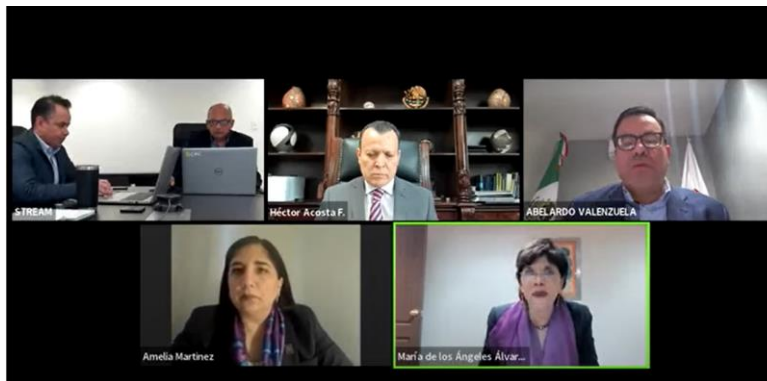 STREAM
Héctor Acosta F.
ABELARDO VALENZUELA
Amelia Martinez
María de los Ángeles Álvar...